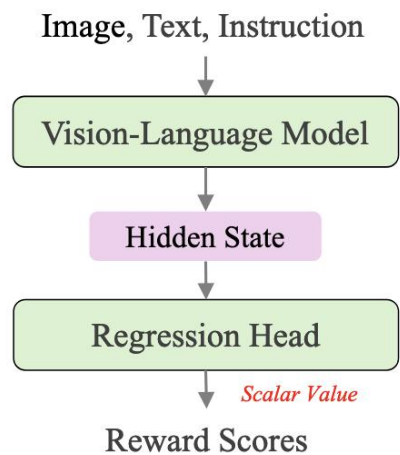 Image, Text, Instruction
Vision-Language Model
Hidden State
Regression Head
Scalar Value
Reward Scores